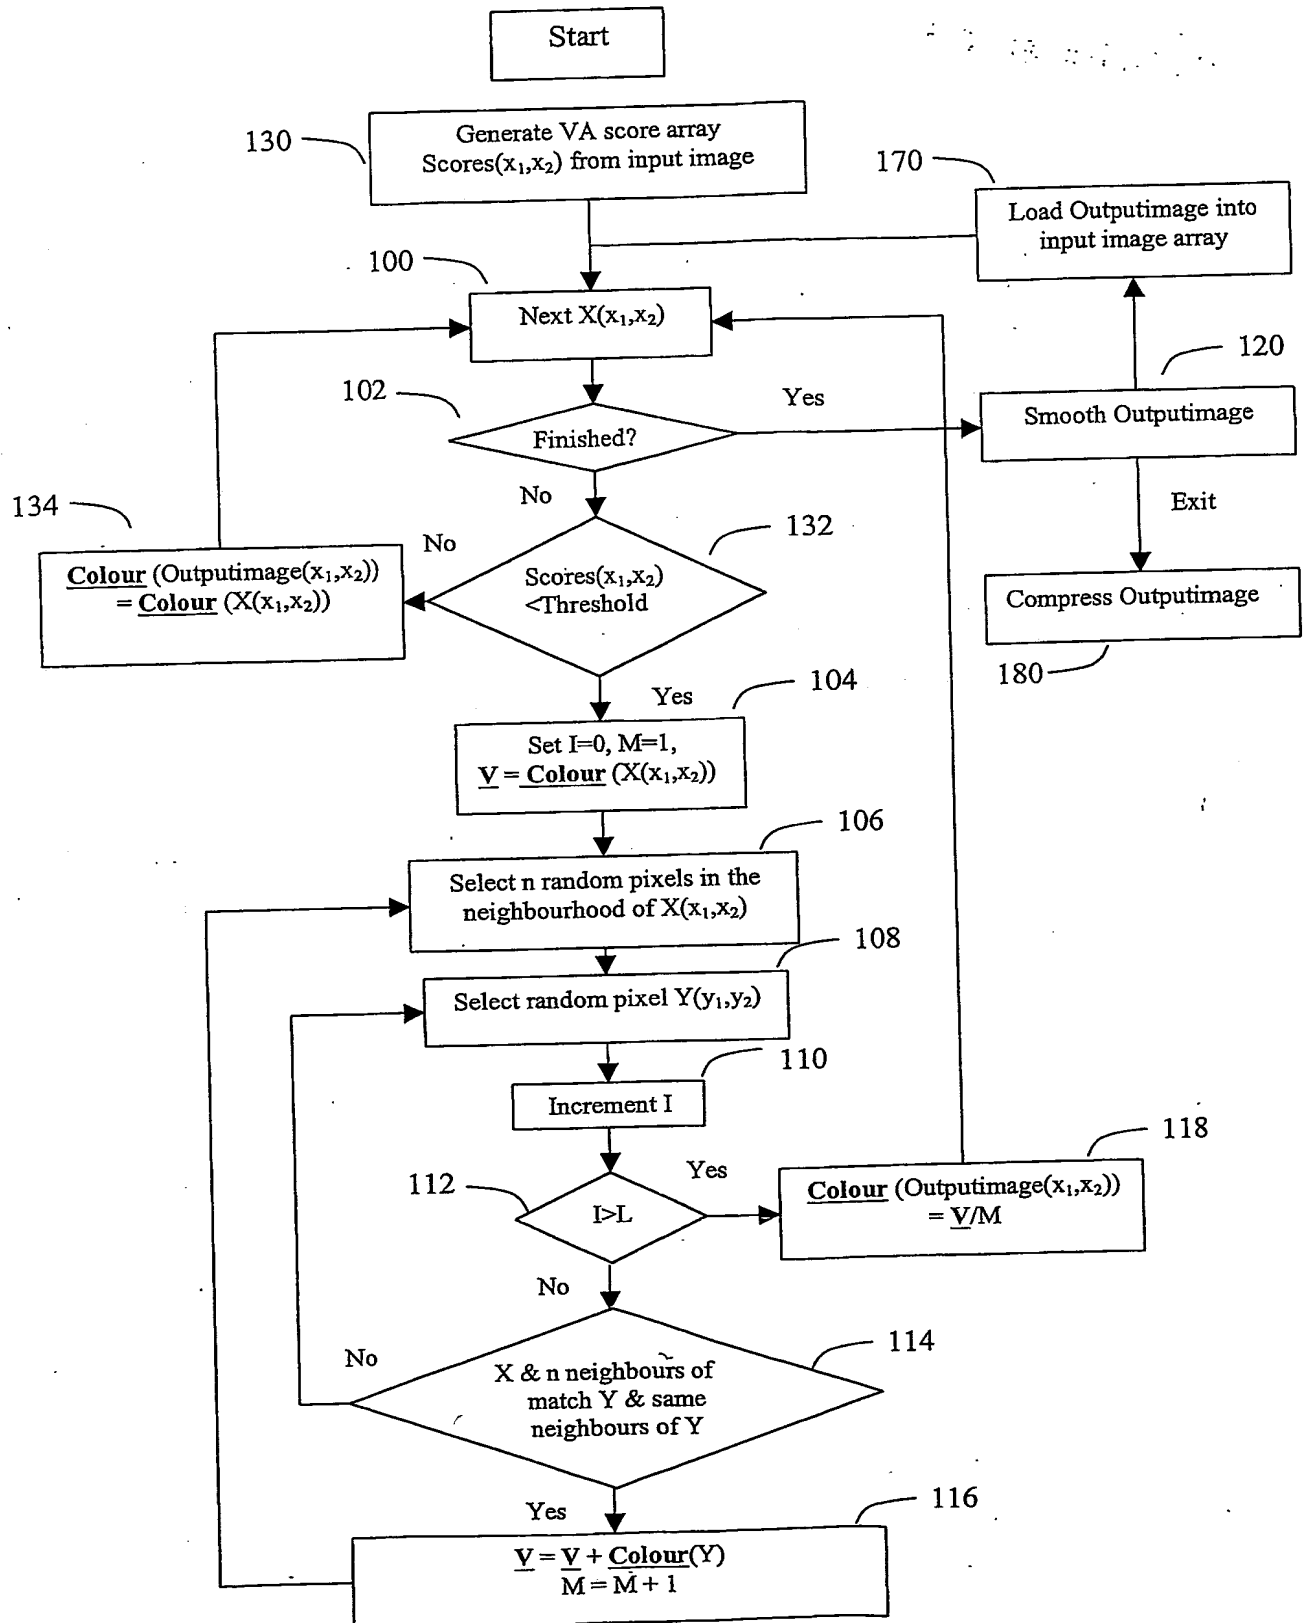 Start
130
Generate VA score array
Scores(x₁,x₂) from input image
170
Load Outputimage into
input image array
100
Next X(x₁,x₂)
120
102
Yes
Finished?
Smooth Outputimage
No
134
132
Exit
No
Colour (Outputimage(x₁,x₂))
= Colour (X(x₁,x₂))
Scores(x₁,x₂)
<Threshold
Compress Outputimage
180
Yes
104
Set I=0, M=1,
V = Colour (X(x₁,x₂))
106
Select n random pixels in the
neighbourhood of X(x₁,x₂)
108
Select random pixel Y(y₁,y₂)
110
Increment I
118
112
Yes
I>L
Colour (Outputimage(x₁,x₂))
= V/M
No
114
No
X & n neighbours of
match Y & same
neighbours of Y
116
Yes
V = V + Colour(Y)
M = M + 1